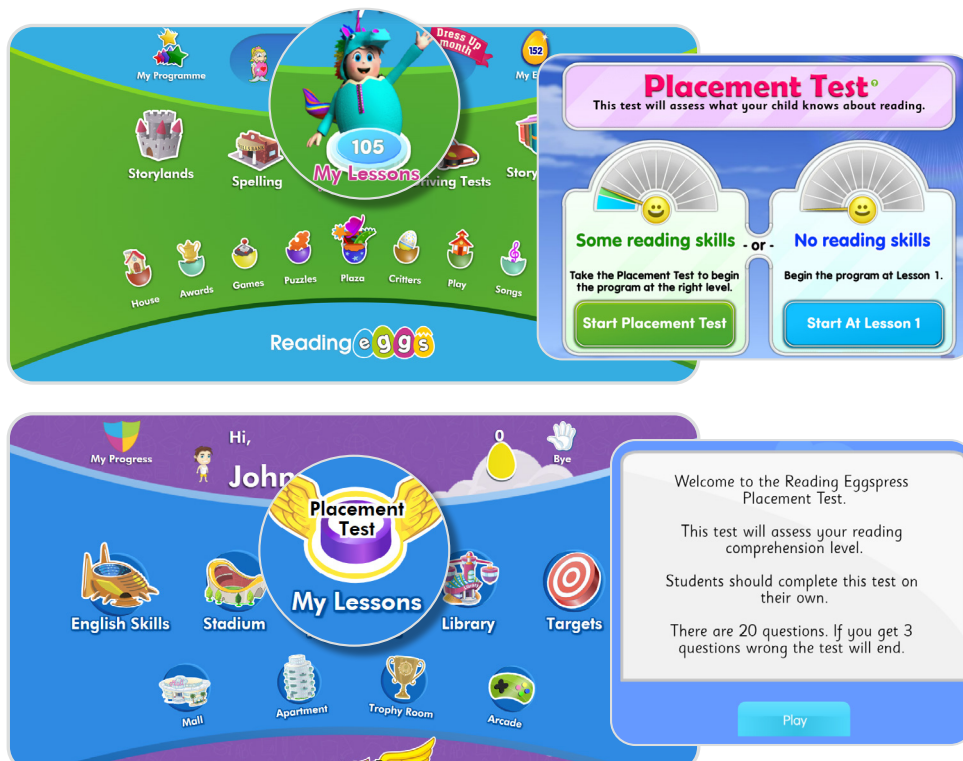 My Programme
Dress Up
month
152
My E
Storylands
Spelling
105
My Lessons
riving Tests
Story
House
Awards
Games
Puzzles
Plaza
Critters
Play
Songs
Reading eggs
Placement Test
This test will assess what your child knows about reading.
Some reading skills
- or -
No reading skills
Take the Placement Test to begin
the program at the right level.
Begin the program at Lesson 1.
Start Placement Test
Start At Lesson 1
My Progress
Hi,
John
0
Bye
Placement
Test
My Lessons
English Skills
Stadium
Library
Targets
Mall
Apartment
Trophy Room
Arcade
Welcome to the Reading Eggspress
Placement Test.
This test will assess your reading
comprehension level.
Students should complete this test on
their own.
There are 20 questions. If you get 3
questions wrong the test will end.
Play